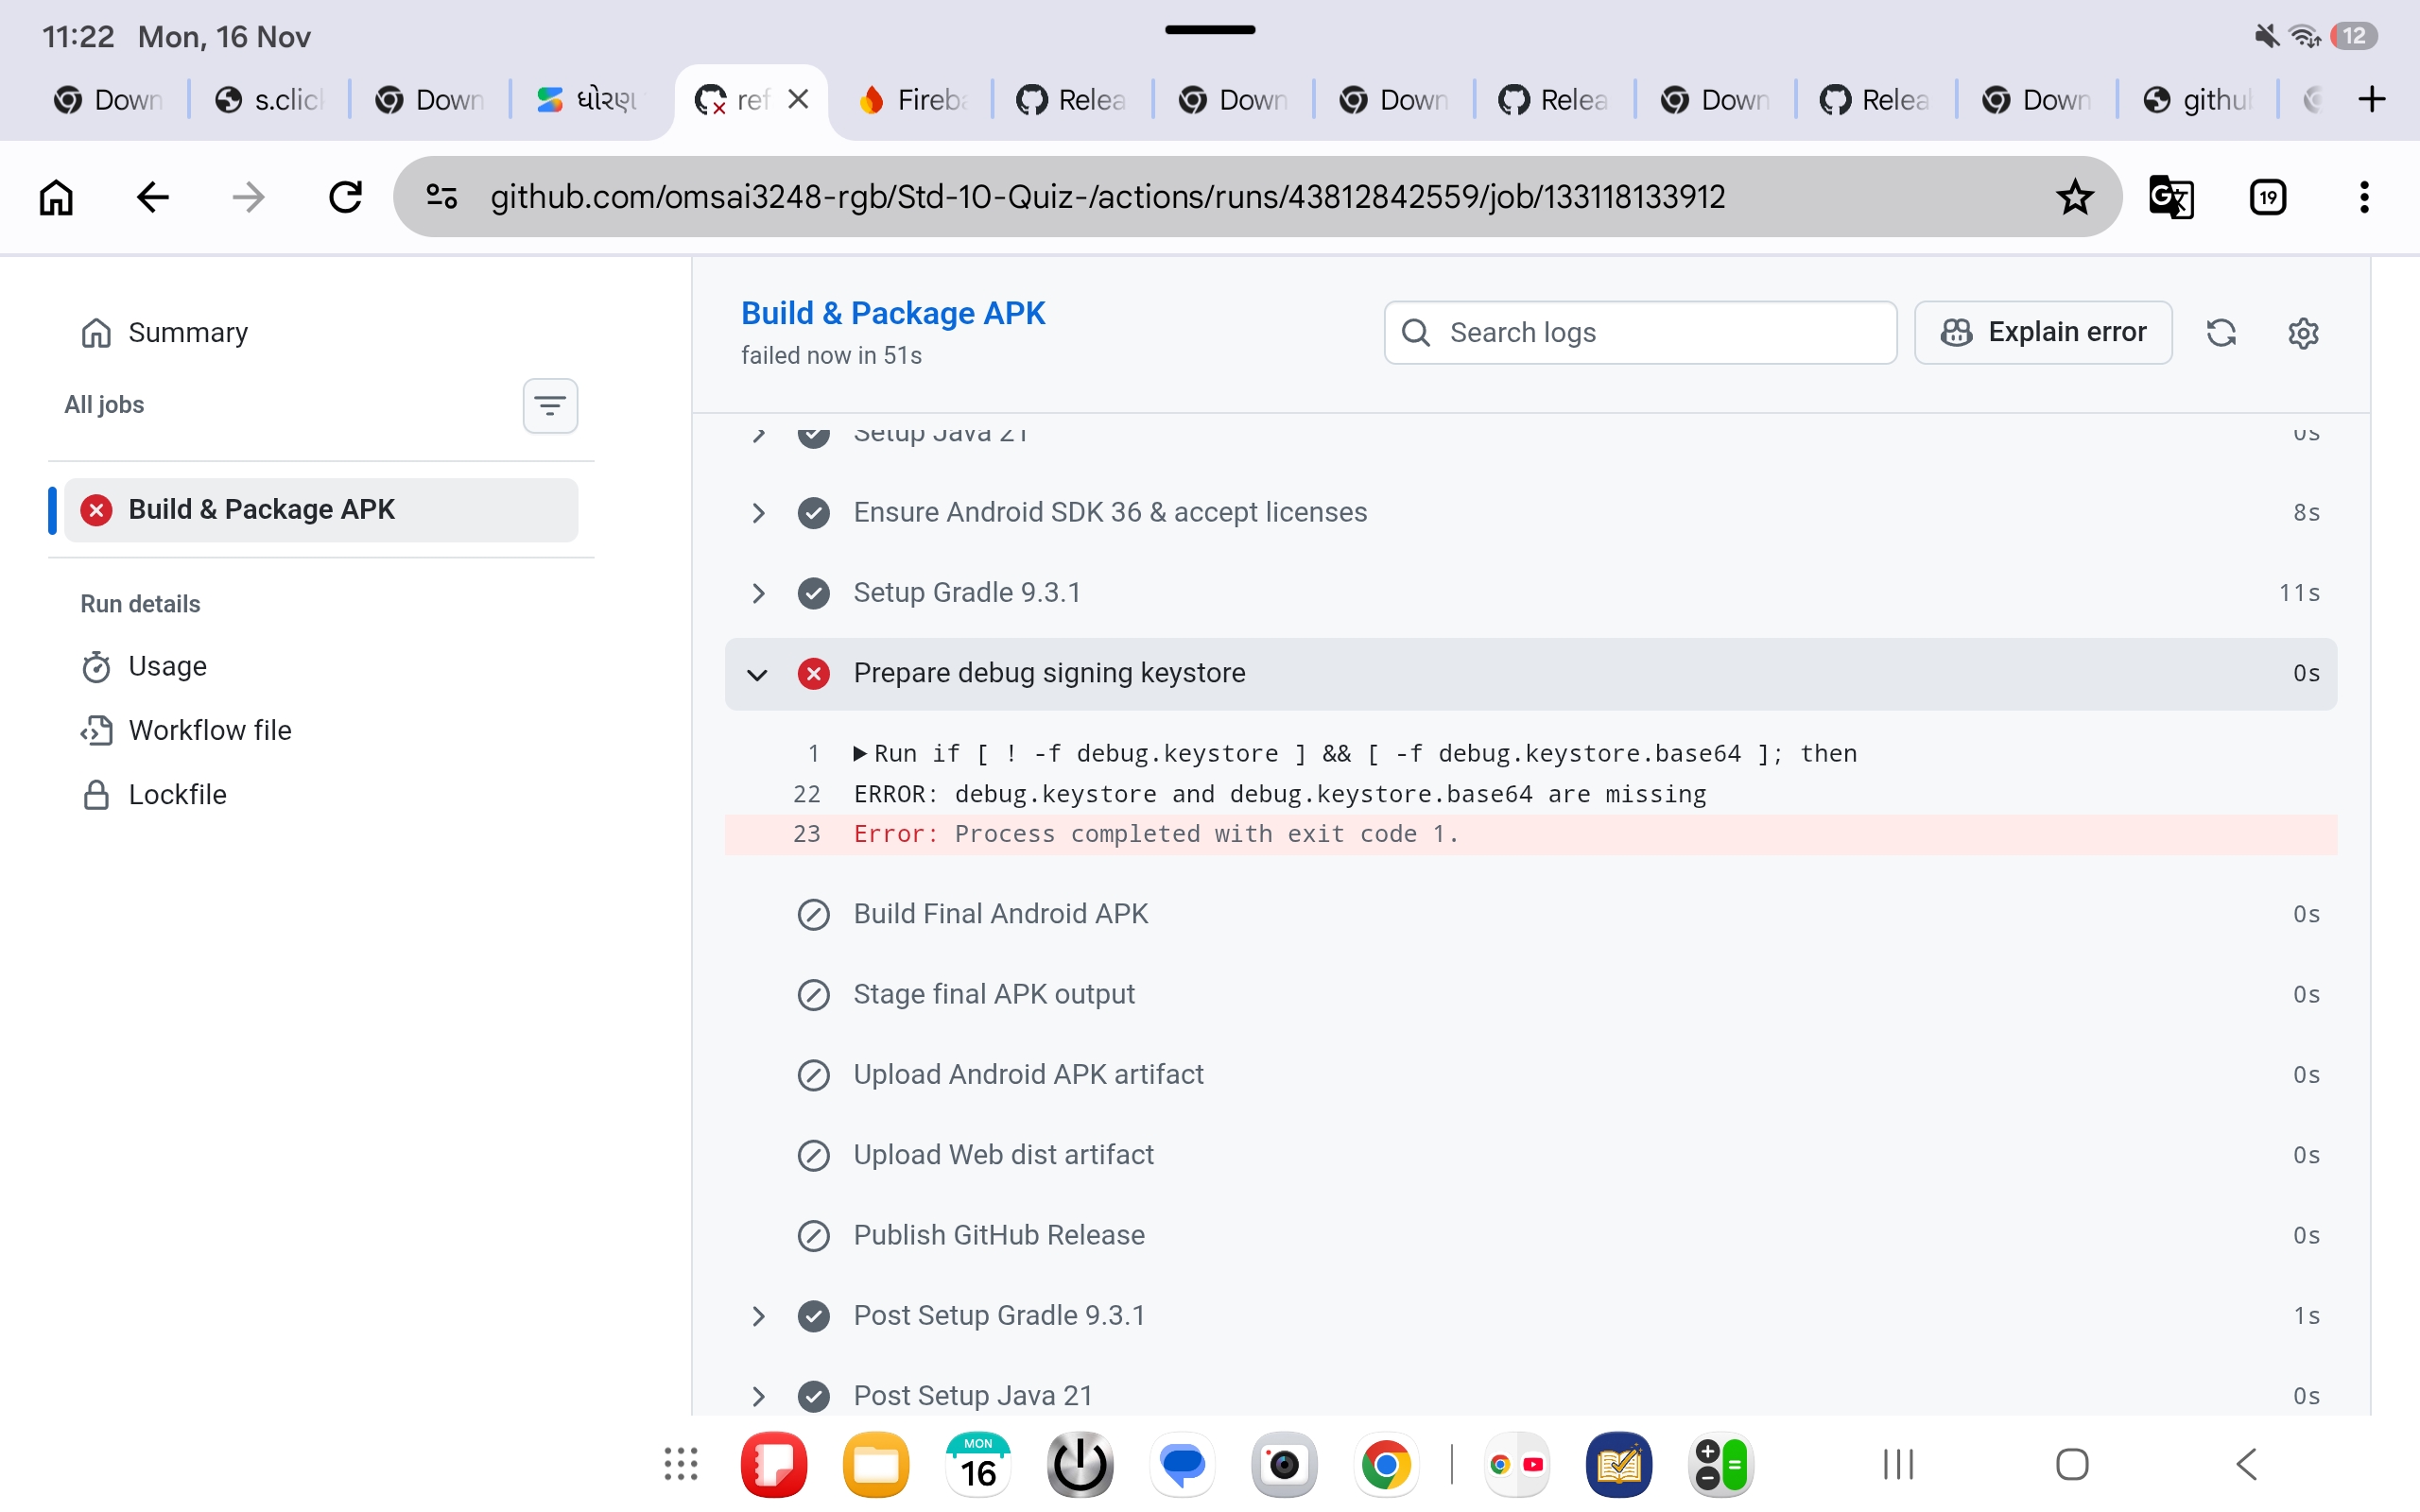 11:22 Mon, 16 Nov
12
Down
s.clic
Down
ધોરણ
ref
Fireba
Relea
Down
Down
Relea
Down
Relea
Down
githu
github.com/omsai3248-rgb/Std-10-Quiz-/actions/runs/43812842559/job/133118133912
19
Summary
All jobs
Build & Package APK
Run details
Usage
Workflow file
Lockfile
Build & Package APK
failed now in 51s
Search logs
Explain error
Setup Java 21 0s
Ensure Android SDK 36 & accept licenses 8s
Setup Gradle 9.3.1 11s
Prepare debug signing keystore 0s
1 Run if [ ! -f debug.keystore ] && [ -f debug.keystore.base64 ]; then
22 ERROR: debug.keystore and debug.keystore.base64 are missing
23 Error: Process completed with exit code 1.
Build Final Android APK 0s
Stage final APK output 0s
Upload Android APK artifact 0s
Upload Web dist artifact 0s
Publish GitHub Release 0s
Post Setup Gradle 9.3.1 1s
Post Setup Java 21 0s
MON
16